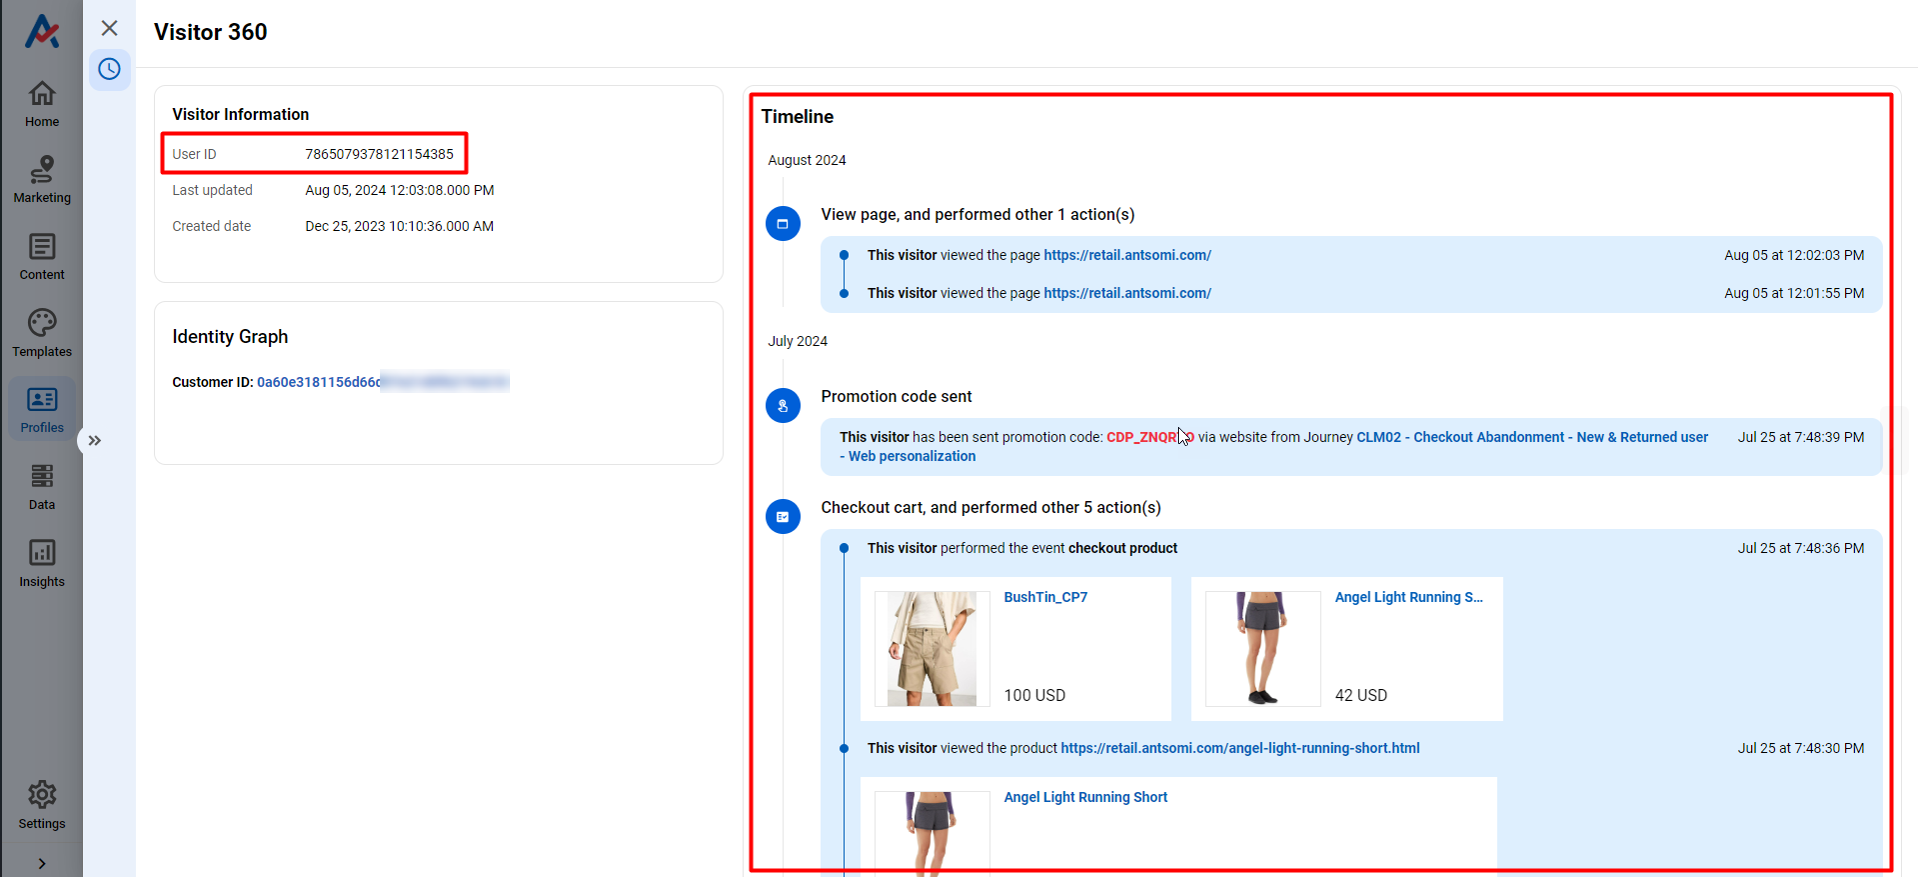 Visitor 360
Home
Marketing
Content
Templates
Profiles
Data
Insights
Settings
Visitor Information
User ID 7865079378121154385
Last updated Aug 05, 2024 12:03:08.000 PM
Created date Dec 25, 2023 10:10:36.000 AM
Identity Graph
Customer ID:
Timeline
August 2024
View page, and performed other 1 action(s)
This visitor viewed the page https://retail.antsomi.com/ Aug 05 at 12:02:03 PM
This visitor viewed the page https://retail.antsomi.com/ Aug 05 at 12:01:55 PM
July 2024
Promotion code sent
This visitor has been sent promotion code: via website from Journey CLM02 - Checkout Abandonment - New & Returned user Jul 25 at 7:48:39 PM
- Web personalization
Checkout cart, and performed other 5 action(s)
This visitor performed the event checkout product Jul 25 at 7:48:36 PM
BushTin_CP7 Angel Light Running S...
100 USD 42 USD
This visitor viewed the product https://retail.antsomi.com/angel-light-running-short.html Jul 25 at 7:48:30 PM
Angel Light Running Short